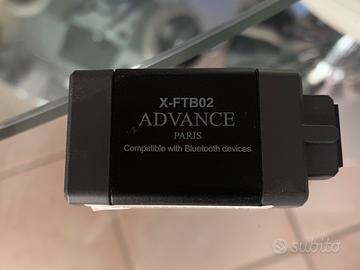 X-FTB02
ADVANCE
PARIS
Compatible with Bluetooth devices
subito